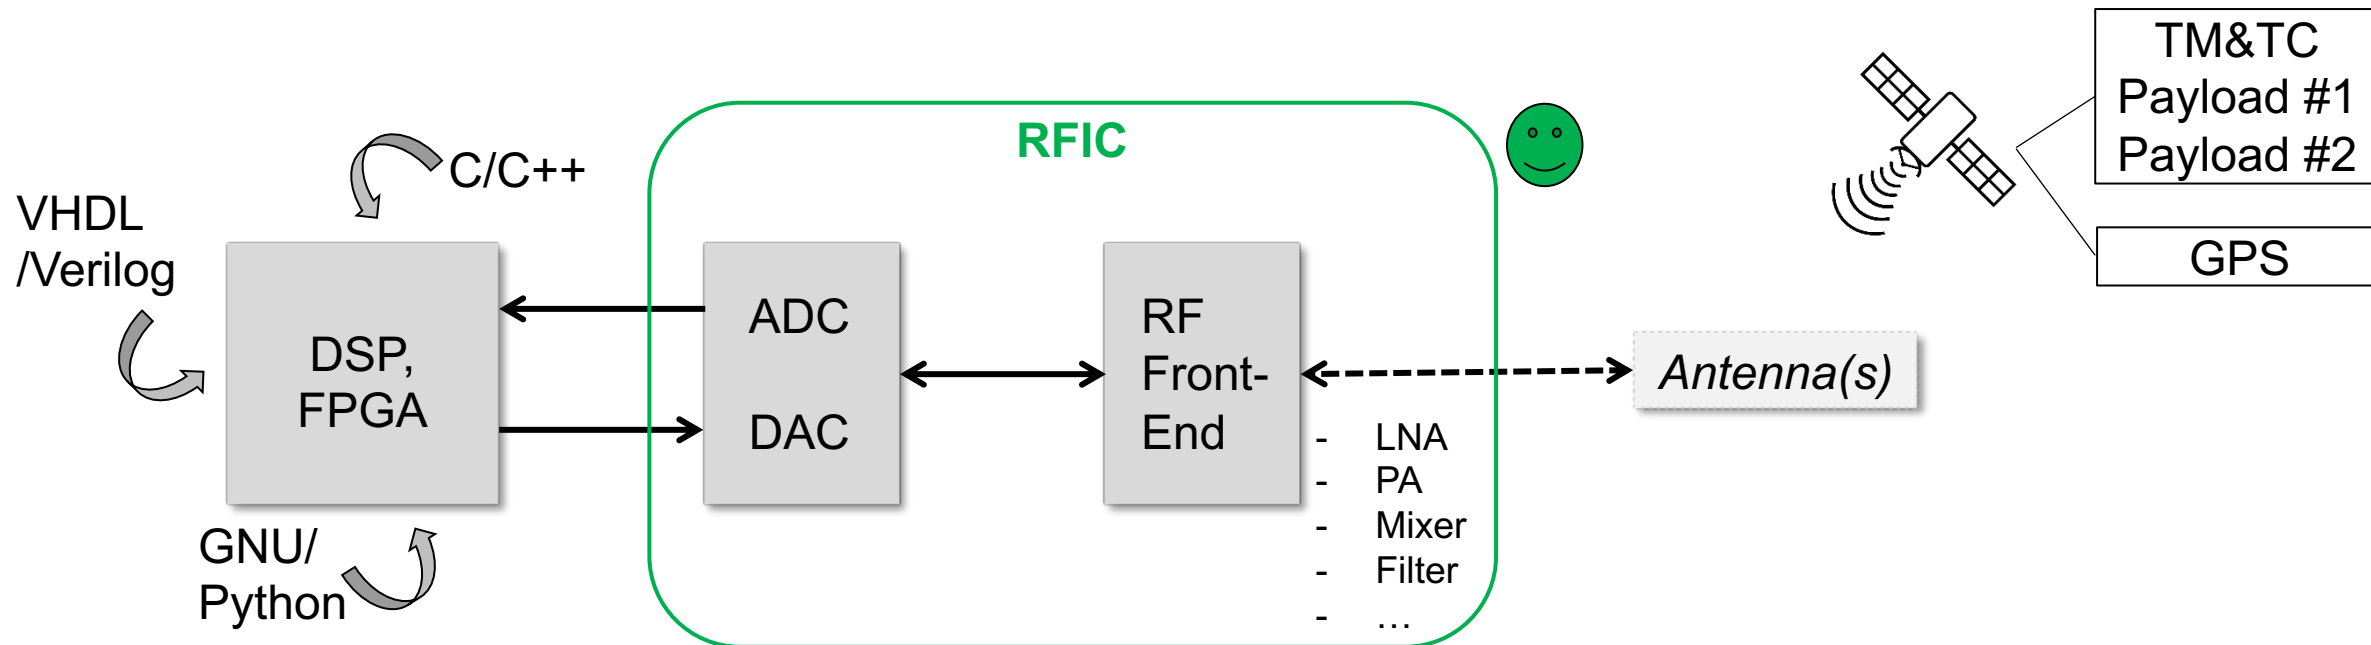 TM&TC
Payload #1
Payload #2
GPS
RFIC
C/C++
VHDL
/Verilog
GNU/
Python
DSP,
FPGA
ADC
DAC
RF
Front-
End
Antenna(s)
- LNA
- PA
- Mixer
- Filter
- …